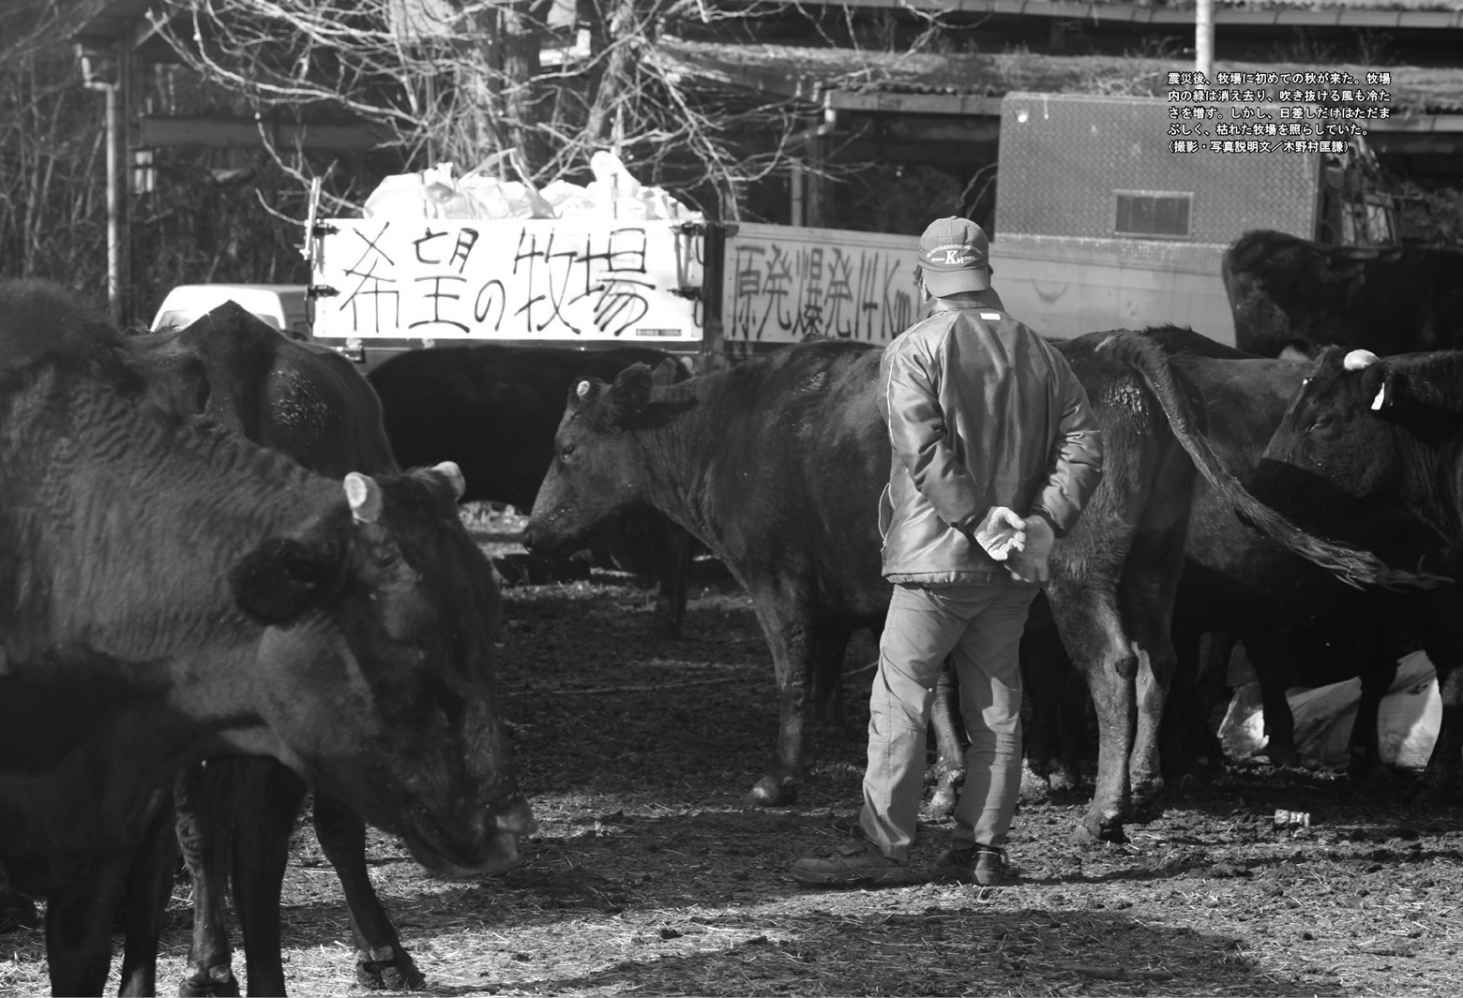 震災後、牧場に初めての秋が来た。牧場
内の緑は消え去り、吹き抜ける風も冷た
さを増す。しかし、日差しだけはただま
ぶしく、枯れた牧場を照らしていた。
(撮影・写真説明文／木野村匡謙)
希望の牧場
原発爆発14Km
K